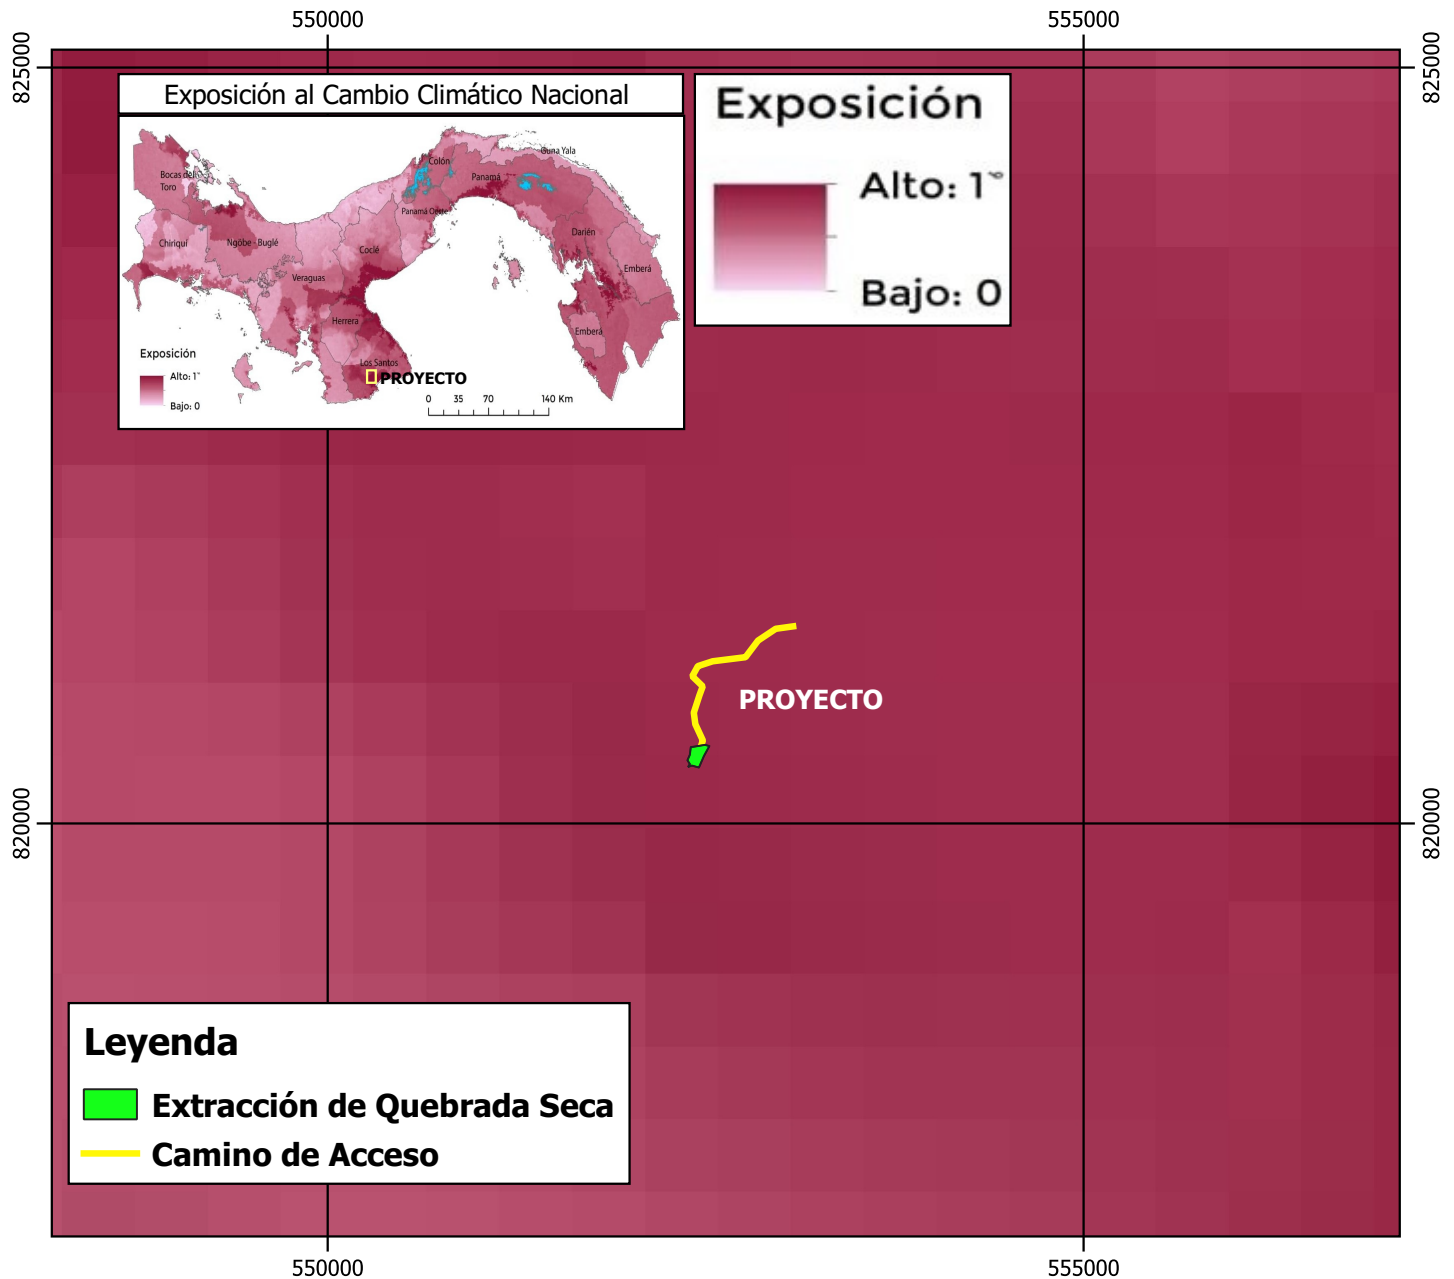 550000
555000
825000
825000
Exposición al Cambio Climático Nacional
Bocas del
Toro
Chiriquí
Ngöbe - Buglé
Veraguas
Colón
Panamá
Panamá Oeste
Coclé
Guna Yala
Darién
Emberá
Emberá
Herrera
Los Santos
PROYECTO
Exposición
Alto: 1
Bajo: 0
0 35 70 140 Km
Exposición
Alto: 1
Bajo: 0
PROYECTO
820000
820000
Leyenda
Extracción de Quebrada Seca
Camino de Acceso
550000
555000